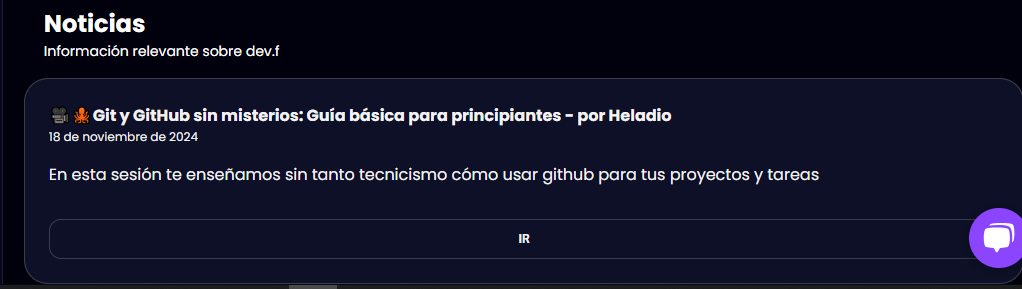 Noticias
Información relevante sobre dev.f
🎥🐙Git y GitHub sin misterios: Guía básica para principiantes - por Heladio
18 de noviembre de 2024
En esta sesión te enseñamos sin tanto tecnicismo cómo usar github para tus proyectos y tareas
IR